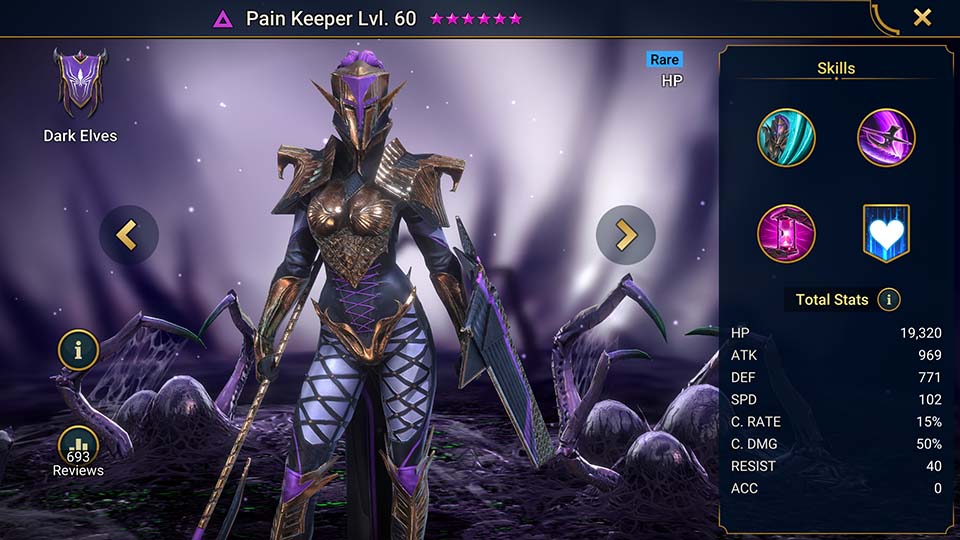 Pain Keeper Lvl. 60
Dark Elves
Rare
HP
693
Reviews
Skills
Total Stats i
HP 19,320
ATK 969
DEF 771
SPD 102
C. RATE 15%
C. DMG 50%
RESIST 40
ACC 0